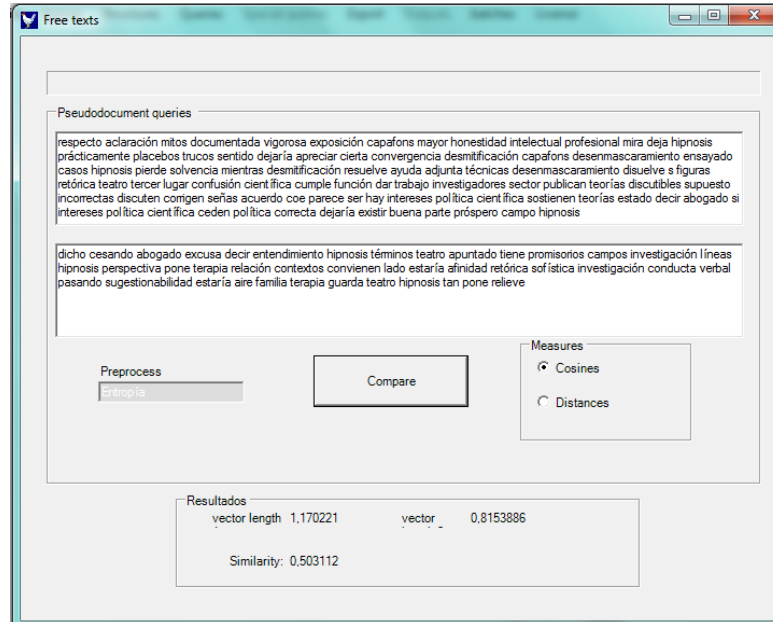 Free texts
Pseudodocument queries
respecto aclaración mitos documentada vigorosa exposición capafons mayor honestidad intelectual profesional mira deja hipnosis
prácticamente placebos trucos sentido dejaría apreciar cierta convergencia desmitificación capafons desenmascaramiento ensayado
casos hipnosis pierde solvencia mientras desmitificación resuelve ayuda adjunta técnicas desenmascaramiento disuelve s figuras
retórica teatro tercer lugar confusión científica cumple función dar trabajo investigadores sector publican teorías discutibles supuesto
incorrectas discuten corrigen señas acuerdo coe parece ser hay intereses política científica sostienen teorías estado decir abogado si
intereses política científica ceden política correcta dejaría existir buena parte próspero campo hipnosis
dicho cesando abogado excusa decir entendimiento hipnosis términos teatro apuntado tiene promisorios campos investigación líneas
hipnosis perspectiva pone terapia relación contextos convienen lado estaría afinidad retórica sofística investigación conducta verbal
pasando sugestionabilidad estaría aire familia terapia guarda teatro hipnosis tan pone relieve
Preprocess
Entropía
Compare
Measures
Cosines
Distances
Resultados
vector length 1,170221 vector 0,8153886
Similarity: 0,503112